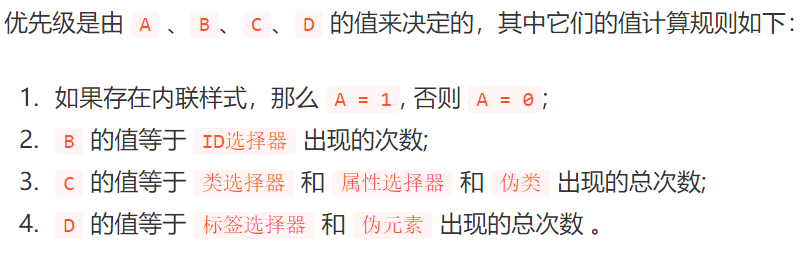 优先级是由 A 、B、C、D 的值来决定的，其中它们的值计算规则如下：
1. 如果存在内联样式，那么 A = 1, 否则 A = 0;
2. B 的值等于 ID选择器 出现的次数;
3. C 的值等于 类选择器 和 属性选择器 和 伪类 出现的总次数;
4. D 的值等于 标签选择器 和 伪元素 出现的总次数 。